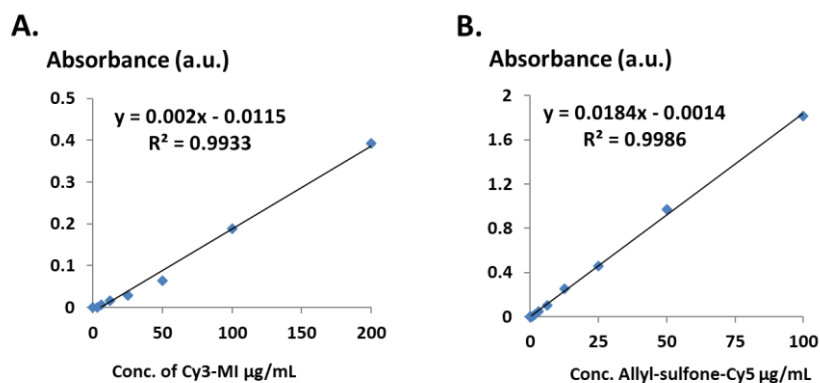 A.
Absorbance (a.u.)
0.5
y = 0.002x - 0.0115
R² = 0.9933
0.4
0.3
0.2
0.1
0
0 50 100 150 200
Conc. of Cy3-MI µg/mL
B.
Absorbance (a.u.)
2
y = 0.0184x - 0.0014
R² = 0.9986
1.6
1.2
0.8
0.4
0
0 25 50 75 100
Conc. Allyl-sulfone-Cy5 µg/mL